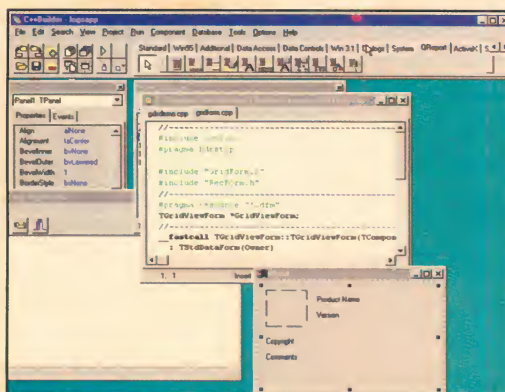 C++Builder - logoapp
File Edit Search View Project Run Component Database Tools Options Help
Standard Win95 Additional Data Access Data Controls Win 3.1 Dialogs System QReport ActiveX S
Panel1: TPanel
Properties Events
Align alNone
Alignment taCenter
BevelInner bvNone
BevelOuter bvLowered
BevelWidth 1
BorderStyle bsNone
gridform.cpp
//
#include
#pragma hdrstop
#include "GridForm.h"
#include "RecForm.h"
//
#pragma resource "*.dfm"
TGridViewForm *GridViewForm;
//
__fastcall TGridViewForm::TGridViewForm(TCompon
: TStdDataForm(Owner)
1: 1 Insert
Product Name
Version
Copyright
Comments